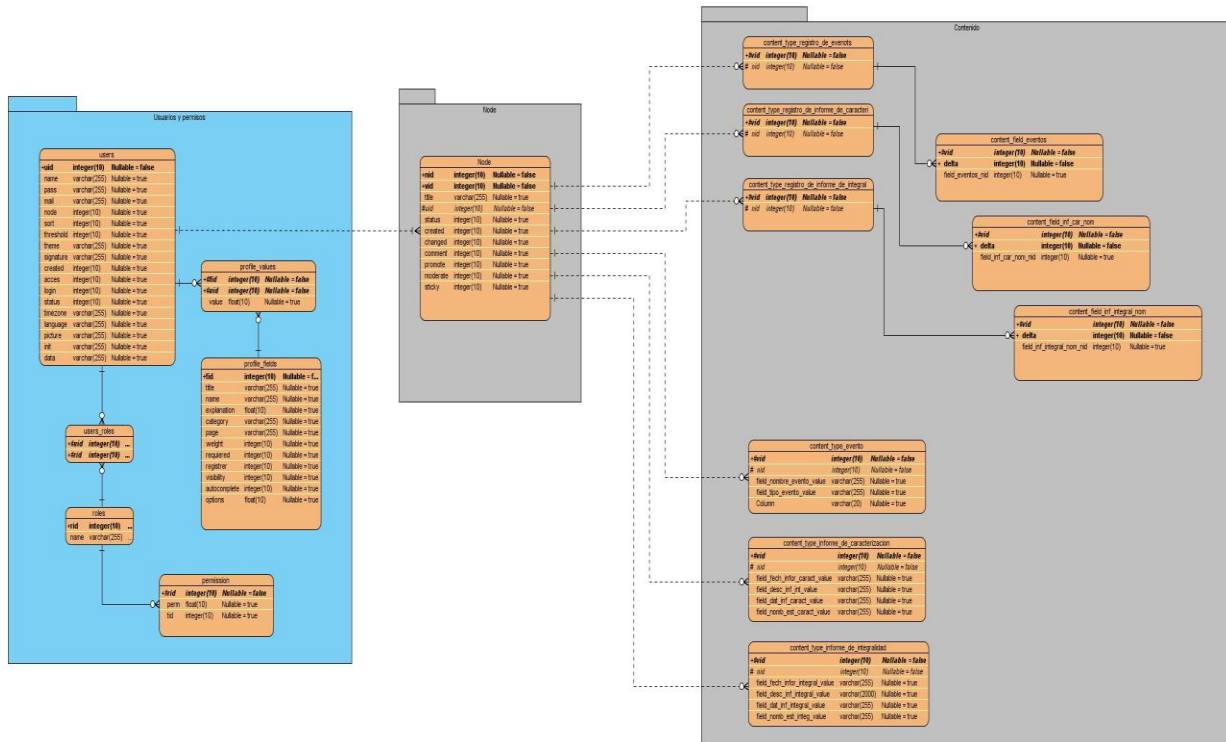 Usuarios y permisos
users
+uid integer(10) Nullable = false
name varchar(255) Nullable = true
pass varchar(255) Nullable = true
mail varchar(255) Nullable = true
node integer(10) Nullable = true
sort integer(10) Nullable = true
threshold integer(10) Nullable = true
theme varchar(255) Nullable = true
signature varchar(255) Nullable = true
created integer(10) Nullable = true
acces integer(10) Nullable = true
login integer(10) Nullable = true
status integer(10) Nullable = true
timezone varchar(255) Nullable = true
language varchar(255) Nullable = true
picture varchar(255) Nullable = true
init varchar(255) Nullable = true
data varchar(255) Nullable = true
profile_values
+#fid integer(10) Nullable = false
+#uid integer(10) Nullable = false
value float(10) Nullable = true
profile_fields
+fid integer(10) Nullable = f...
title varchar(255) Nullable = true
name varchar(255) Nullable = true
explanation float(10) Nullable = true
category varchar(255) Nullable = true
page varchar(255) Nullable = true
weight integer(10) Nullable = true
requiered integer(10) Nullable = true
registrer integer(10) Nullable = true
visibility integer(10) Nullable = true
autocomplete integer(10) Nullable = true
options float(10) Nullable = true
users_roles
integer(10) ...
integer(10) ...
roles
+rid integer(10) ...
name varchar(255) ...
permission
+#rid integer(10) Nullable = false
perm float(10) Nullable = true
tid integer(10) Nullable = true
Node
Node
+nid integer(10) Nullable = false
+vid integer(10) Nullable = false
title varchar(255) Nullable = true
#uid integer(10) Nullable = false
status integer(10) Nullable = true
created integer(10) Nullable = true
changed integer(10) Nullable = true
comment integer(10) Nullable = true
promote integer(10) Nullable = true
moderate integer(10) Nullable = true
sticky integer(10) Nullable = true
Contenido
content_type_registro_de_evenots
+#vid integer(10) Nullable = false
# nid integer(10) Nullable = false
content_type_registro_de_informe_de_caracteri
+#vid integer(10) Nullable = false
# nid integer(10) Nullable = false
content_type_registro_de_informe_de_integral
+#vid integer(10) Nullable = false
# nid integer(10) Nullable = false
content_field_eventos
+#vid integer(10) Nullable = false
+ delta integer(10) Nullable = false
field_eventos_nid integer(10) Nullable = true
content_field_inf_car_nom
+#vid integer(10) Nullable = false
+ delta integer(10) Nullable = false
field_inf_car_nom_nid integer(10) Nullable = true
content_field_inf_integral_nom
+#vid integer(10) Nullable = false
+ delta integer(10) Nullable = false
field_inf_integral_nom_nid integer(10) Nullable = true
content_type_evento
+#vid integer(10) Nullable = false
# nid integer(10) Nullable = false
field_nombre_evento_value varchar(255) Nullable = true
field_tipo_evento_value varchar(255) Nullable = true
Column varchar(20) Nullable = true
content_type_informe_de_caracterizacion
+#vid integer(10) Nullable = false
# nid integer(10) Nullable = false
field_fech_infor_caract_value varchar(255) Nullable = true
field_desc_inf_int_value varchar(255) Nullable = true
field_dat_inf_caract_value varchar(255) Nullable = true
field_nomb_est_caract_value varchar(255) Nullable = true
content_type_informe_de_integralidad
+#vid integer(10) Nullable = false
# nid integer(10) Nullable = false
field_fech_infor_integral_value varchar(255) Nullable = true
field_desc_inf_integral_value varchar(2000) Nullable = true
field_dat_inf_integral_value varchar(255) Nullable = true
field_nomb_est_integ_value varchar(255) Nullable = true